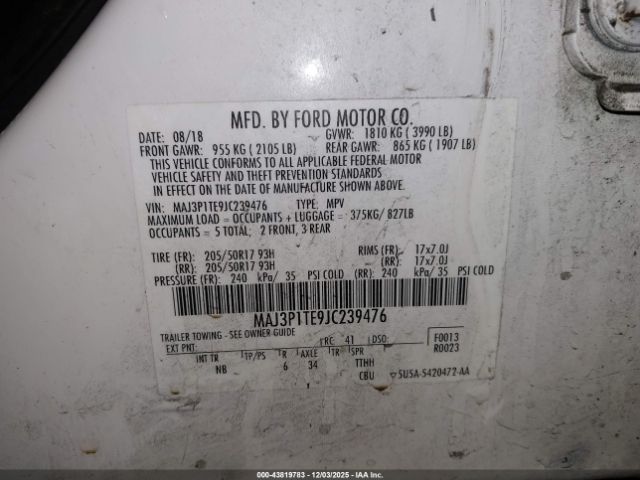 MFD. BY FORD MOTOR CO.
DATE: 08/18 GVWR: 1810 KG ( 3990 LB)
FRONT GAWR: 955 KG ( 2105 LB) REAR GAWR: 865 KG ( 1907 LB)
THIS VEHICLE CONFORMS TO ALL APPLICABLE FEDERAL MOTOR
VEHICLE SAFETY AND THEFT PREVENTION STANDARDS
IN EFFECT ON THE DATE OF MANUFACTURE SHOWN ABOVE.
VIN: MAJ3P1TE9JC239476 TYPE: MPV
MAXIMUM LOAD = OCCUPANTS + LUGGAGE = 375KG/ 827LB
OCCUPANTS = 5 TOTAL; 2 FRONT, 3 REAR
TIRE (FR): 205/50R17 93H RIMS (FR): 17x7.0J
(RR): 205/50R17 93H (RR): 17x7.0J
PRESSURE (FR): 240 kPa/ 35 PSI COLD (RR): 240 kPa/ 35 PSI COLD
MAJ3P1TE9JC239476
TRAILER TOWING - SEE OWNER GUIDE
EXT PNT: RC: 41 DSO: F0013
R0023
INT TR TP/PS R AXLE TR SPR
NB 6 34 TTHH
CBU 5U5A-5420472-AA
00-43819783 - 12/03/2025 - IAAI.COM